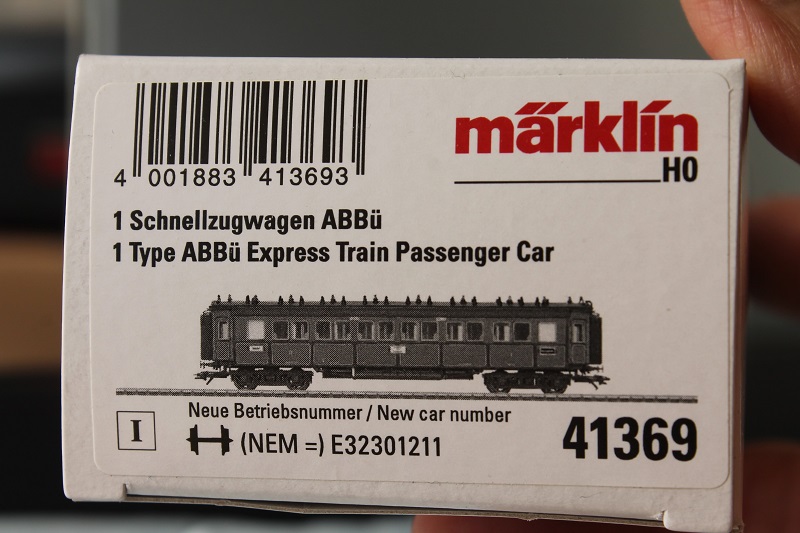 märklin
H0
4 001883 413693
1 Schnellzugwagen ABBü
1 Type ABBü Express Train Passenger Car
I
Neue Betriebsnummer / New car number
(NEM =) E32301211
41369